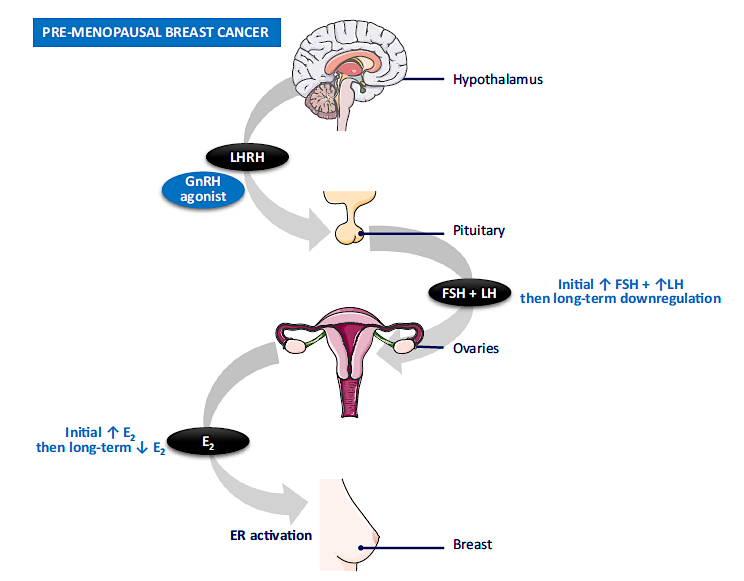 PRE-MENOPAUSAL BREAST CANCER
Hypothalamus
LHRH
GnRH
agonist
Pituitary
FSH + LH
Initial ↑ FSH + ↑LH
then long-term downregulation
Ovaries
Initial ↑ E₂
then long-term ↓ E₂
E₂
ER activation
Breast